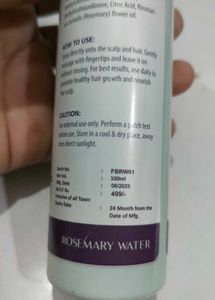 Methylisothiazolinone, Citric Acid, Rosmari-
Officinalis (Rosemary) flower oil.
HOW TO USE:
Spray directly onto the scalp and hair. Gently
massage with fingertips and leave it on
without rinsing. For best results, use daily to
promote healthy hair growth and nourishes
the scalp.
CAUTION:
For external use only. Perform a patch test
before use. Store in a cool & dry place, away
from direct sunlight.
Batch No. : FBRW01
Net Vol. : 100ml
Mfg. Date : 06/2025
M.R.P. Rs. : 499/-
Inclusive of all Taxes
Expiry Date : 24 Month from the
Date of Mfg.
ROSEMARY WATER